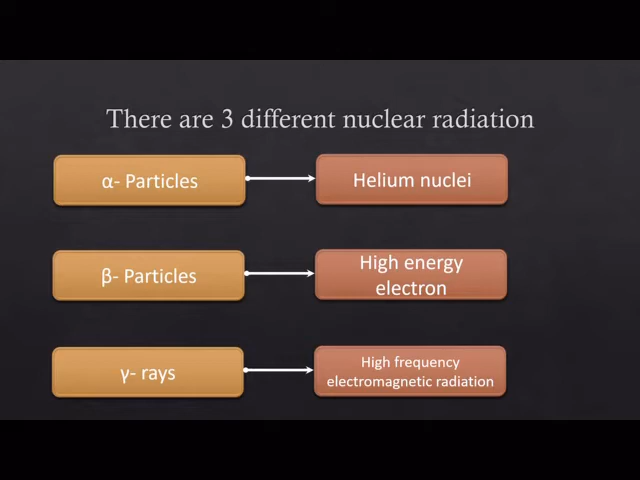 There are 3 different nuclear radiation
α- Particles
Helium nuclei
β- Particles
High energy
electron
γ- rays
High frequency
electromagnetic radiation